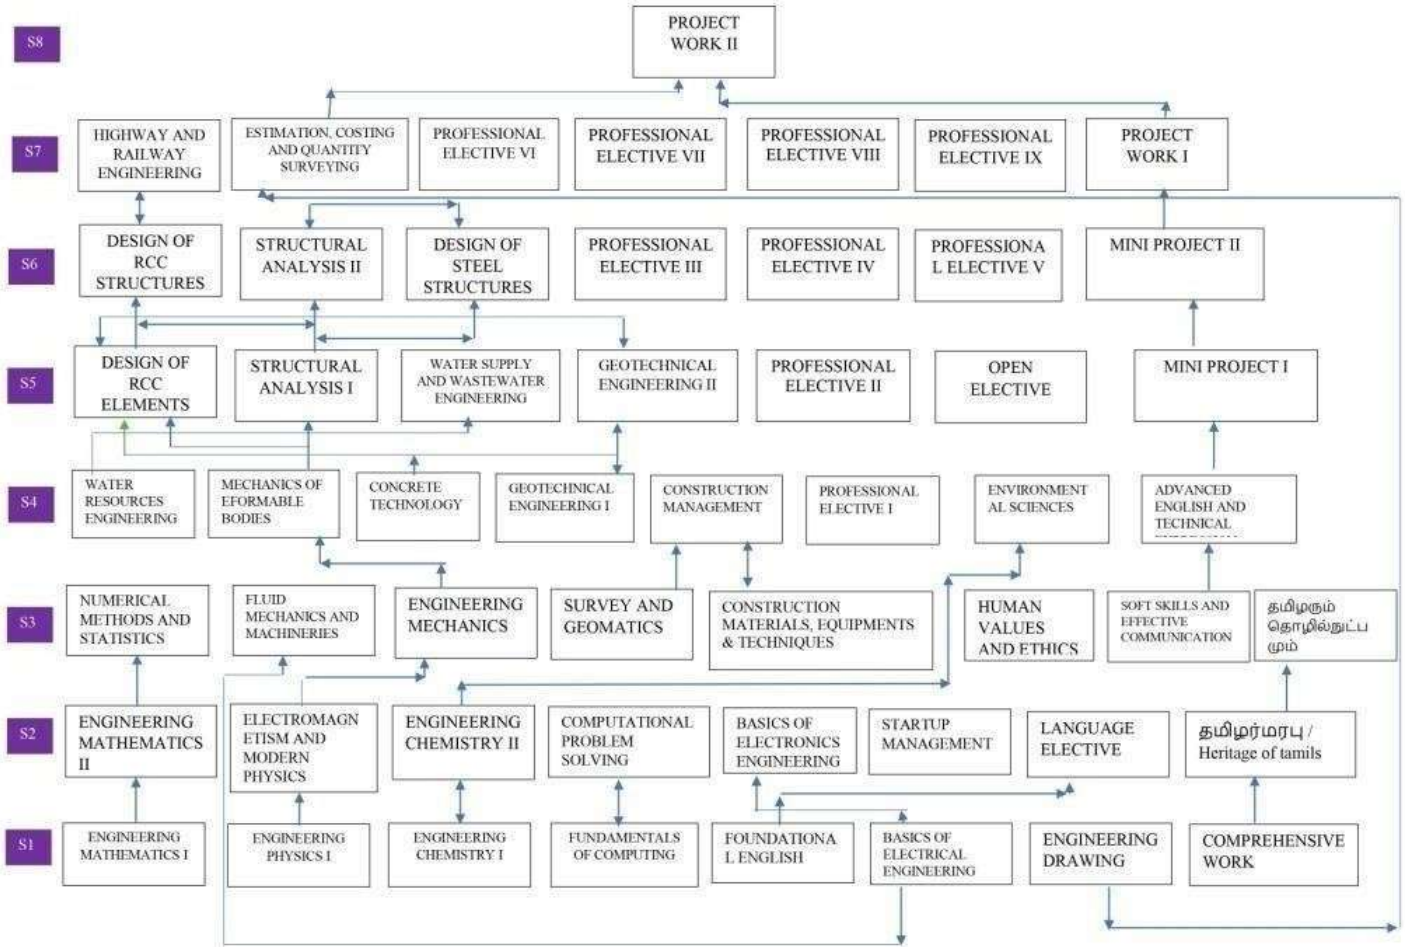 S8
PROJECT
WORK II
S7
HIGHWAY AND
RAILWAY
ENGINEERING
ESTIMATION, COSTING
AND QUANTITY
SURVEYING
PROFESSIONAL
ELECTIVE VI
PROFESSIONAL
ELECTIVE VII
PROFESSIONAL
ELECTIVE VIII
PROFESSIONAL
ELECTIVE IX
PROJECT
WORK I
S6
DESIGN OF
RCC
STRUCTURES
STRUCTURAL
ANALYSIS II
DESIGN OF
STEEL
STRUCTURES
PROFESSIONAL
ELECTIVE III
PROFESSIONAL
ELECTIVE IV
PROFESSIONA
L ELECTIVE V
MINI PROJECT II
S5
DESIGN OF
RCC
ELEMENTS
STRUCTURAL
ANALYSIS I
WATER SUPPLY
AND WASTEWATER
ENGINEERING
GEOTECHNICAL
ENGINEERING II
PROFESSIONAL
ELECTIVE II
OPEN
ELECTIVE
MINI PROJECT I
S4
WATER
RESOURCES
ENGINEERING
MECHANICS OF
EFORMABLE
BODIES
CONCRETE
TECHNOLOGY
GEOTECHNICAL
ENGINEERING I
CONSTRUCTION
MANAGEMENT
PROFESSIONAL
ELECTIVE I
ENVIRONMENT
AL SCIENCES
ADVANCED
ENGLISH AND
TECHNICAL
S3
NUMERICAL
METHODS AND
STATISTICS
FLUID
MECHANICS AND
MACHINERIES
ENGINEERING
MECHANICS
SURVEY AND
GEOMATICS
CONSTRUCTION
MATERIALS, EQUIPMENTS
& TECHNIQUES
HUMAN
VALUES
AND ETHICS
SOFT SKILLS AND
EFFECTIVE
COMMUNICATION
தமிழரும்
தொழில்நுட்ப
மும்
S2
ENGINEERING
MATHEMATICS
II
ELECTROMAGN
ETISM AND
MODERN
PHYSICS
ENGINEERING
CHEMISTRY II
COMPUTATIONAL
PROBLEM
SOLVING
BASICS OF
ELECTRONICS
ENGINEERING
STARTUP
MANAGEMENT
LANGUAGE
ELECTIVE
தமிழர்மரபு /
Heritage of tamils
S1
ENGINEERING
MATHEMATICS I
ENGINEERING
PHYSICS I
ENGINEERING
CHEMISTRY I
FUNDAMENTALS
OF COMPUTING
FOUNDATIONA
L ENGLISH
BASICS OF
ELECTRICAL
ENGINEERING
ENGINEERING
DRAWING
COMPREHENSIVE
WORK